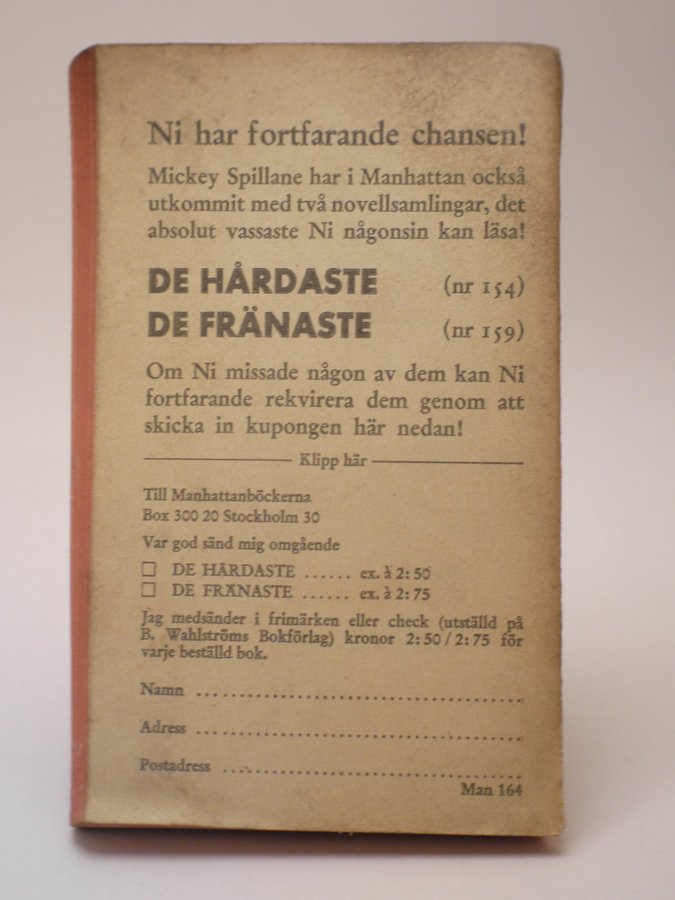 Ni har fortfarande chansen!
Mickey Spillane har i Manhattan också
utkommit med två novellsamlingar, det
absolut vassaste Ni någonsin kan läsa!
DE HÅRDASTE (nr 154)
DE FRÄNASTE (nr 159)
Om Ni missade någon av dem kan Ni
fortfarande rekvirera dem genom att
skicka in kupongen här nedan!
Klipp här
Till Manhattanböckerna
Box 300 20 Stockholm 30
Var god sänd mig omgående
☐ DE HÅRDASTE ...... ex. à 2: 50
☐ DE FRÄNASTE ...... ex. à 2: 75
Jag medsänder i frimärken eller check (utställd på
B. Wahlströms Bokförlag) kronor 2: 50 / 2: 75 för
varje beställd bok.
Namn ........................................
Adress ........................................
Postadress ....................................
Man 164